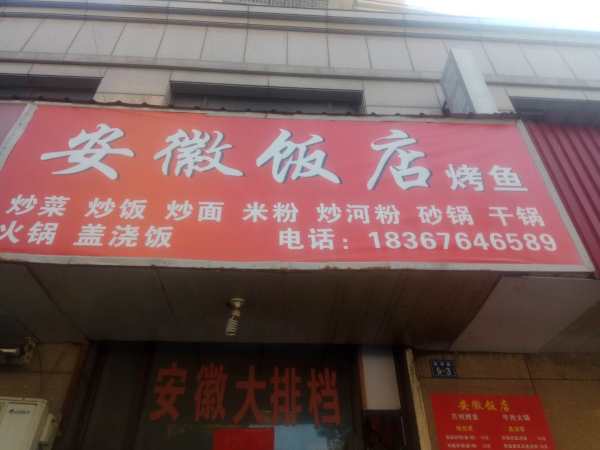 安徽饭店 烤鱼
炒菜 炒饭 炒面 米粉 炒河粉 砂锅 干锅
火锅 盖浇饭 电话：18367646589
安徽大排档
9-3
安徽饭店